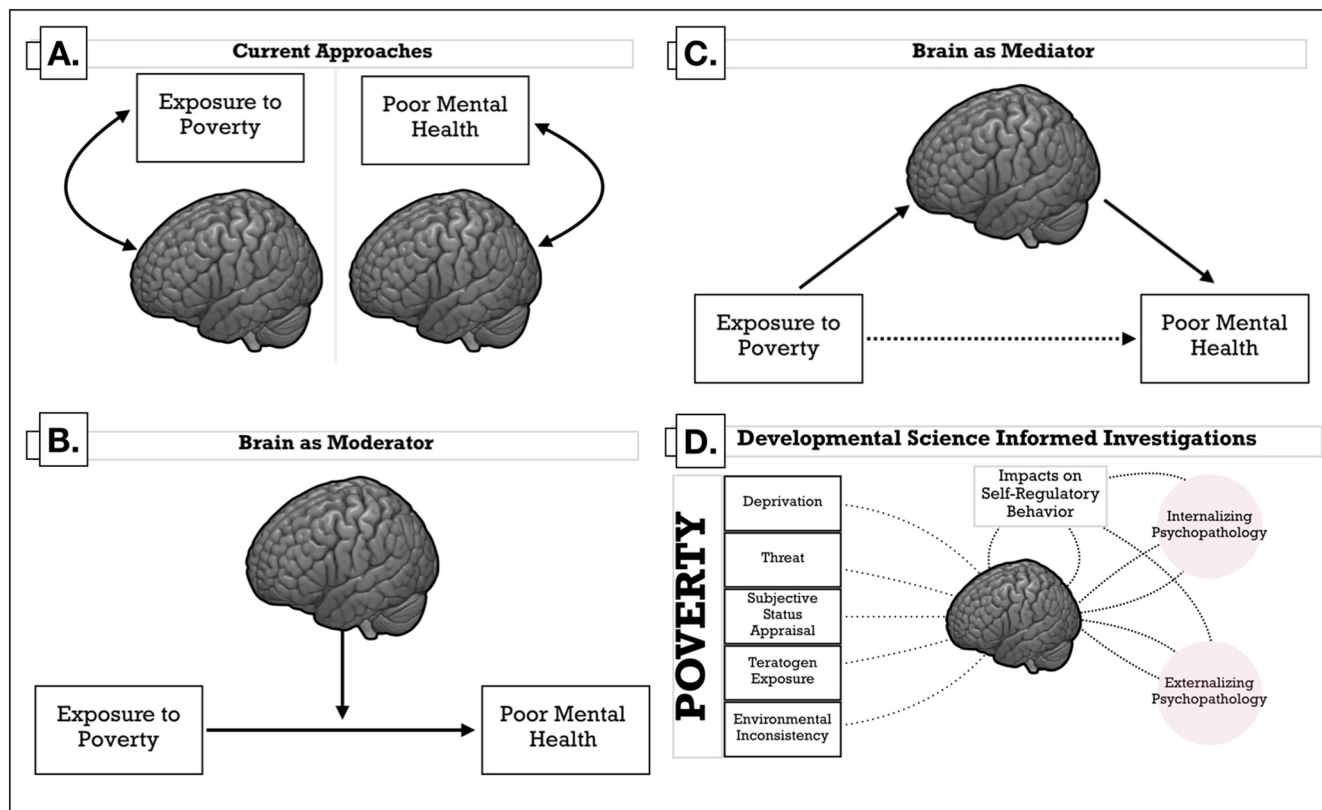 A.
Current Approaches
Exposure to
Poverty
Poor Mental
Health
B.
Brain as Moderator
Exposure to
Poverty
Poor Mental
Health
C.
Brain as Mediator
Exposure to
Poverty
Poor Mental
Health
D.
Developmental Science Informed Investigations
POVERTY
Deprivation
Threat
Subjective
Status
Appraisal
Teratogen
Exposure
Environmental
Inconsistency
Impacts on
Self-Regulatory
Behavior
Internalizing
Psychopathology
Externalizing
Psychopathology